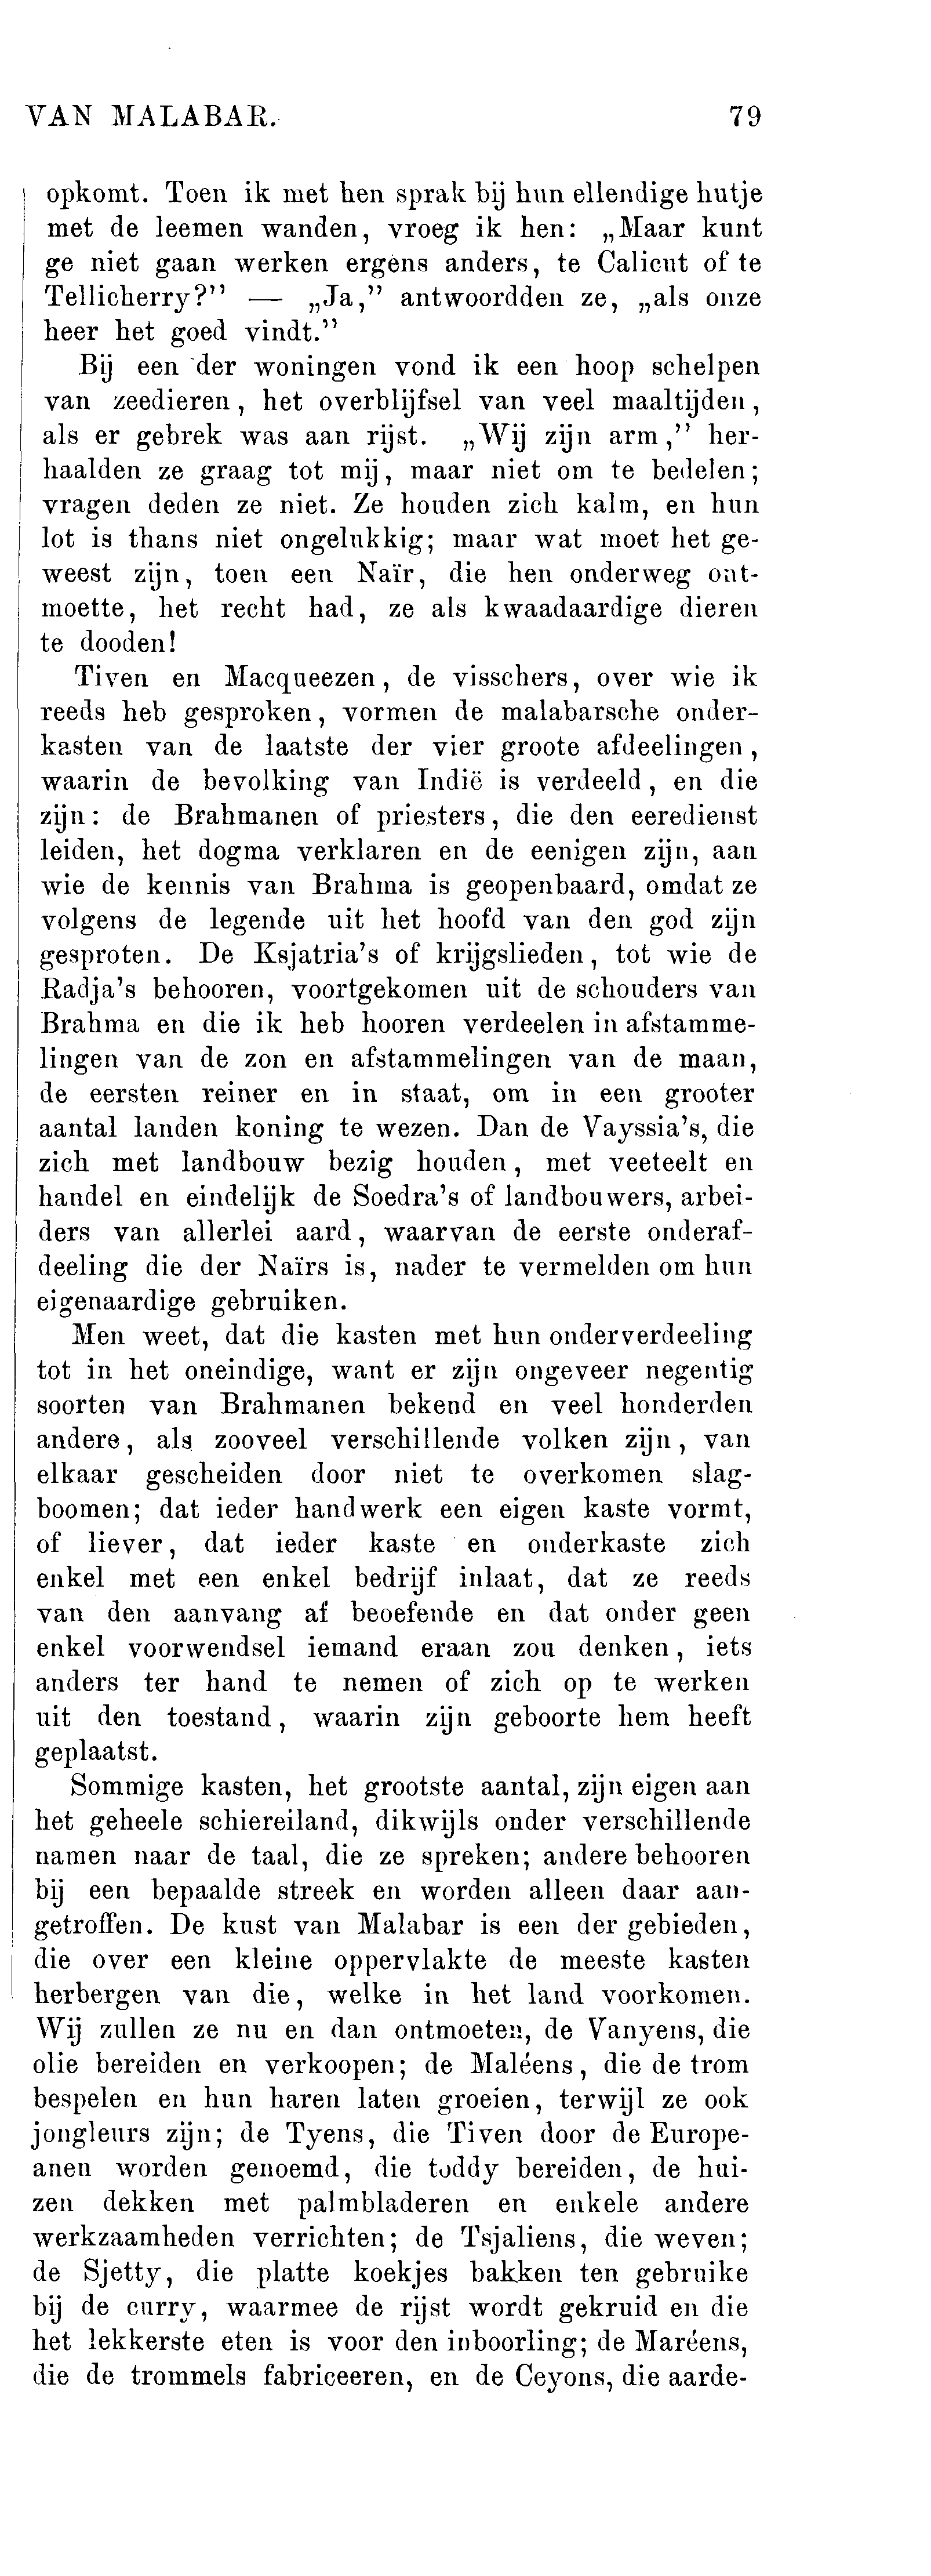 VAN MALABAR. 79
opkomt. Toen ik met hen sprak bij hun ellendige hutje
met de leemen wanden, vroeg ik hen: „Maar kunt
ge niet gaan werken ergens anders, te Calicut of te
Tellicherry?” — „Ja,” antwoordden ze, „als onze
heer het goed vindt.”
Bij een der woningen vond ik een hoop schelpen
van zeedieren, het overblijfsel van veel maaltijden,
als er gebrek was aan rijst. „Wij zijn arm,” her-
haalden ze graag tot mij, maar niet om te bedelen;
vragen deden ze niet. Ze houden zich kalm, en hun
lot is thans niet ongelukkig; maar wat moet het ge-
weest zijn, toen een Naïr, die hen onderweg ont-
moette, het recht had, ze als kwaadaardige dieren
te dooden!
Tiven en Macqueezen, de visschers, over wie ik
reeds heb gesproken, vormen de malabarsche onder-
kasten van de laatste der vier groote afdeelingen,
waarin de bevolking van Indië is verdeeld, en die
zijn: de Brahmanen of priesters, die den eeredienst
leiden, het dogma verklaren en de eenigen zijn, aan
wie de kennis van Brahma is geopenbaard, omdat ze
volgens de legende uit het hoofd van den god zijn
gesproten. De Ksjatria’s of krijgslieden, tot wie de
Radja’s behooren, voortgekomen uit de schouders van
Brahma en die ik heb hooren verdeelen in afstamme-
lingen van de zon en afstammelingen van de maan,
de eersten reiner en in staat, om in een grooter
aantal landen koning te wezen. Dan de Vayssia’s, die
zich met landbouw bezig houden, met veeteelt en
handel en eindelijk de Soedra’s of landbouwers, arbei-
ders van allerlei aard, waarvan de eerste onderaf-
deeling die der Naïrs is, nader te vermelden om hun
eigenaardige gebruiken.
Men weet, dat die kasten met hun onderverdeeling
tot in het oneindige, want er zijn ongeveer negentig
soorten van Brahmanen bekend en veel honderden
andere, als zooveel verschillende volken zijn, van
elkaar gescheiden door niet te overkomen slag-
boomen; dat ieder handwerk een eigen kaste vormt,
of liever, dat ieder kaste en onderkaste zich
enkel met een enkel bedrijf inlaat, dat ze reeds
van den aanvang af beoefende en dat onder geen
enkel voorwendsel iemand eraan zou denken, iets
anders ter hand te nemen of zich op te werken
uit den toestand, waarin zijn geboorte hem heeft
geplaatst.
Sommige kasten, het grootste aantal, zijn eigen aan
het geheele schiereiland, dikwijls onder verschillende
namen naar de taal, die ze spreken; andere behooren
bij een bepaalde streek en worden alleen daar aan-
getroffen. De kust van Malabar is een der gebieden,
die over een kleine oppervlakte de meeste kasten
herbergen van die, welke in het land voorkomen.
Wij zullen ze nu en dan ontmoeten, de Vanyens, die
olie bereiden en verkoopen; de Maléens, die de trom
bespelen en hun haren laten groeien, terwijl ze ook
jongleurs zijn; de Tyens, die Tiven door de Europe-
anen worden genoemd, die toddy bereiden, de hui-
zen dekken met palmbladeren en enkele andere
werkzaamheden verrichten; de Tsjaliens, die weven;
de Sjetty, die platte koekjes bakken ten gebruike
bij de curry, waarmee de rijst wordt gekruid en die
het lekkerste eten is voor den inboorling; de Maréens,
die de trommels fabriceeren, en de Ceyons, die aarde-